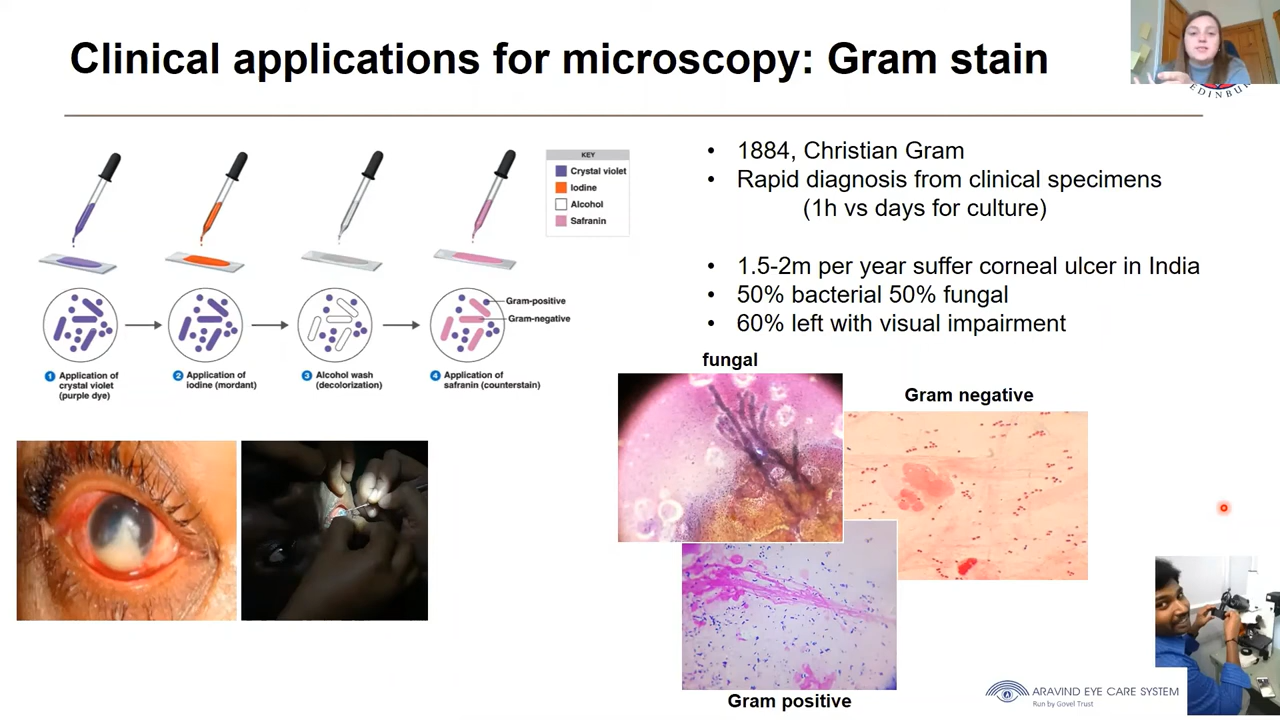 Clinical applications for microscopy: Gram stain
EDINBU
KEY
Crystal violet
Iodine
Alcohol
Safranin
Gram-positive
Gram-negative
1 Application of
crystal violet
(purple dye)
2 Application of
iodine (mordant)
3 Alcohol wash
(decolorization)
4 Application of
safranin (counterstain)
• 1884, Christian Gram
• Rapid diagnosis from clinical specimens
(1h vs days for culture)
• 1.5-2m per year suffer corneal ulcer in India
• 50% bacterial 50% fungal
• 60% left with visual impairment
fungal
Gram negative
Gram positive
ARAVIND EYE CARE SYSTEM
Run by Govel Trust